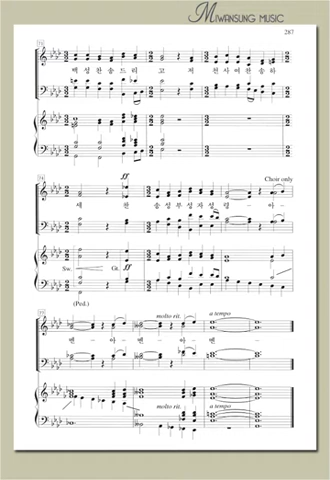 MIWANSUNG MUSIC
287
백 성 찬 송 드 리 고 저 천 사 여 찬 송 하
ff
Choir only
세 찬 송 성 부 성 자 성 령 아 -
ff
Sw. Gt.
(Ped.)
molto rit. a tempo
멘 - 아 멘 아 멘 -
molto rit. a tempo